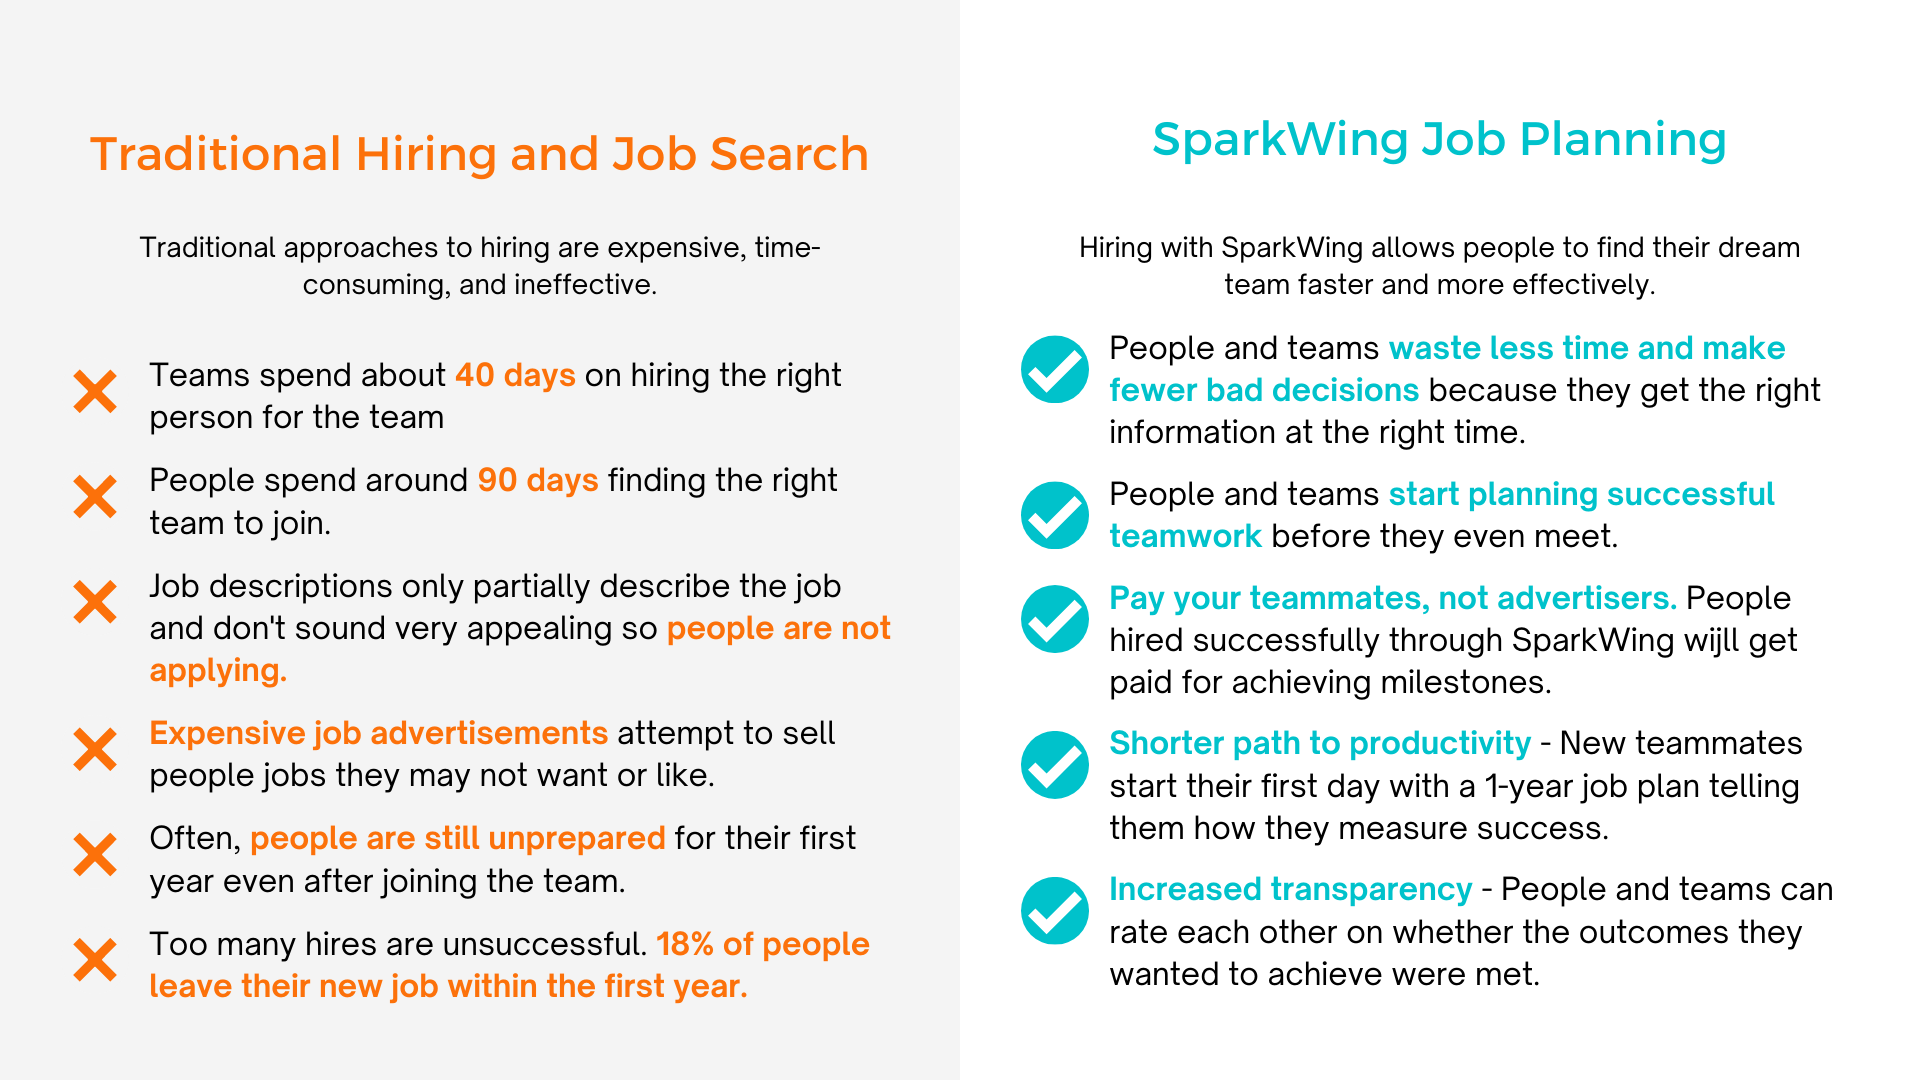 Traditional Hiring and Job Search
Traditional approaches to hiring are expensive, time-
consuming, and ineffective.
Teams spend about 40 days on hiring the right
person for the team
People spend around 90 days finding the right
team to join.
Job descriptions only partially describe the job
and don't sound very appealing so people are not
applying.
Expensive job advertisements attempt to sell
people jobs they may not want or like.
Often, people are still unprepared for their first
year even after joining the team.
Too many hires are unsuccessful. 18% of people
leave their new job within the first year.
SparkWing Job Planning
Hiring with SparkWing allows people to find their dream
team faster and more effectively.
People and teams waste less time and make
fewer bad decisions because they get the right
information at the right time.
People and teams start planning successful
teamwork before they even meet.
Pay your teammates, not advertisers. People
hired successfully through SparkWing wijll get
paid for achieving milestones.
Shorter path to productivity - New teammates
start their first day with a 1-year job plan telling
them how they measure success.
Increased transparency - People and teams can
rate each other on whether the outcomes they
wanted to achieve were met.